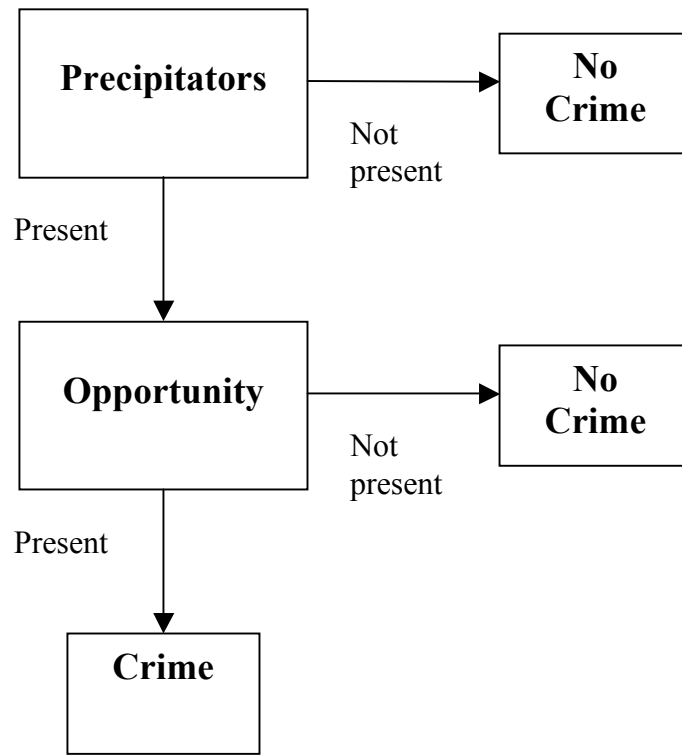 Precipitators
No
Crime
Not
present
Present
Opportunity
No
Crime
Not
present
Present
Crime